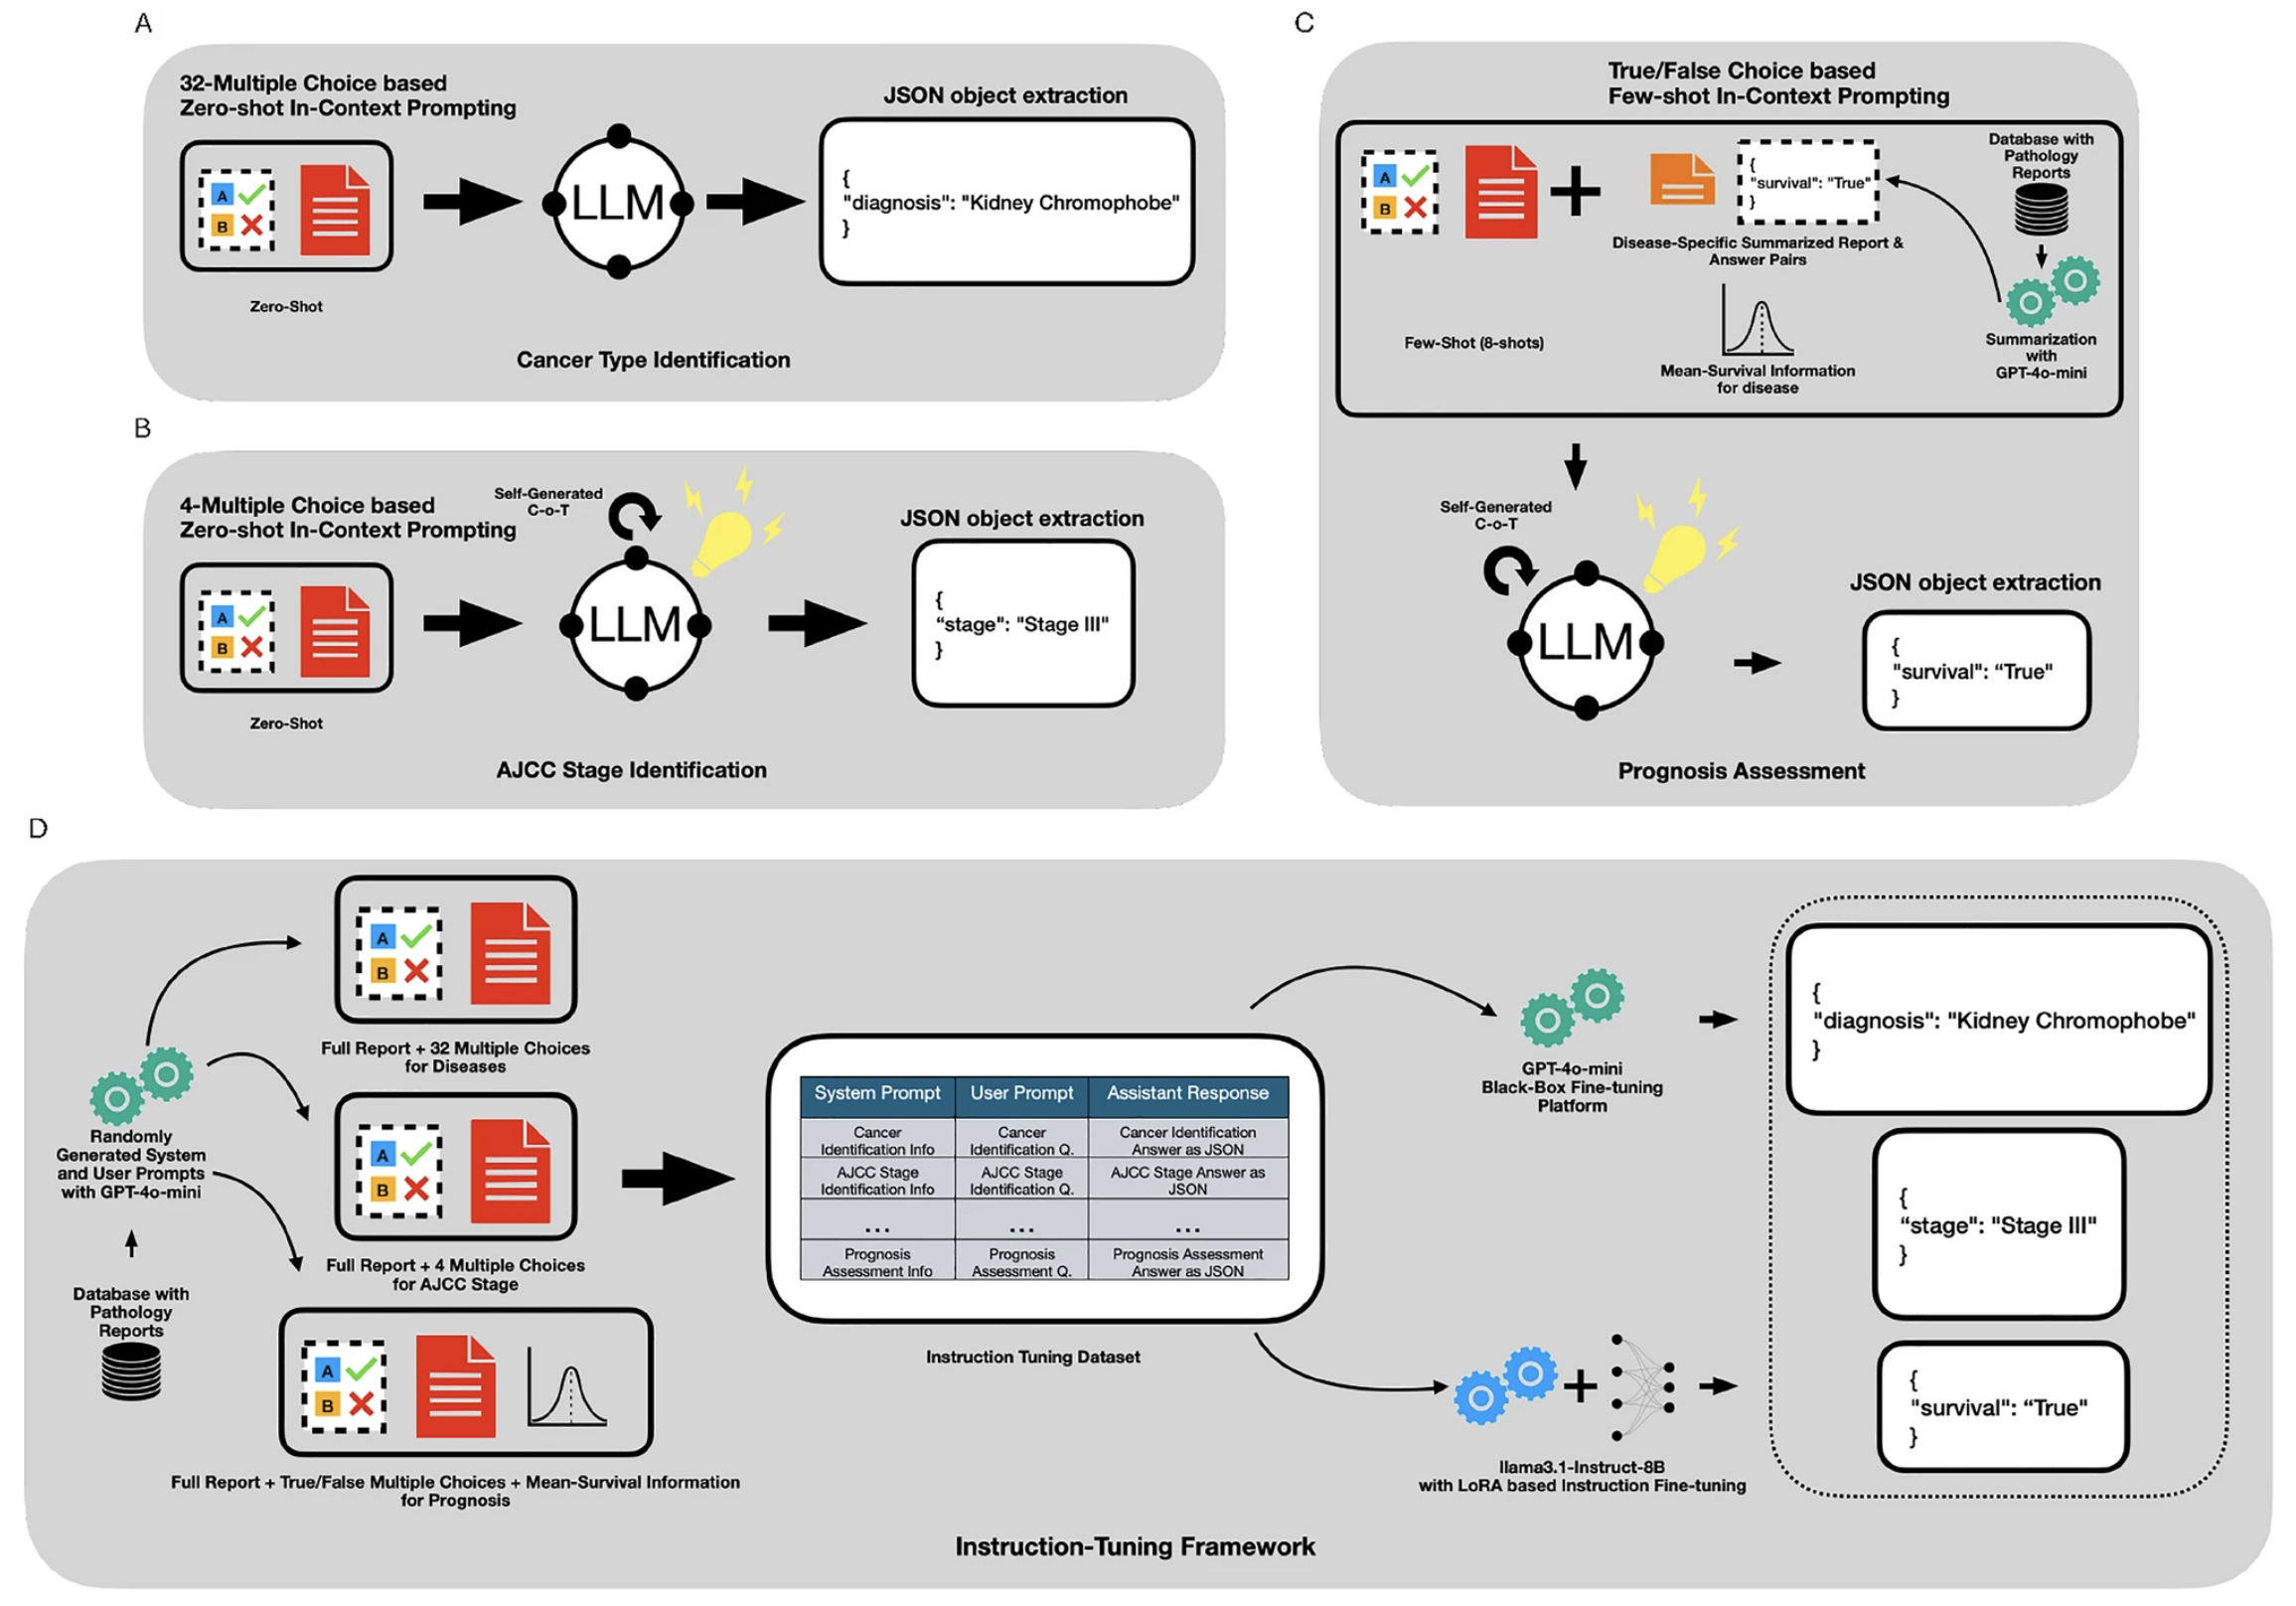 A
32-Multiple Choice based
Zero-shot In-Context Prompting
A
B
Zero-Shot
LLM
JSON object extraction
{
"diagnosis": "Kidney Chromophobe"
}
Cancer Type Identification
B
4-Multiple Choice based
Zero-shot In-Context Prompting
A
B
Zero-Shot
Self-Generated
C-o-T
LLM
JSON object extraction
{
“stage": "Stage III"
}
AJCC Stage Identification
C
True/False Choice based
Few-shot In-Context Prompting
A
B
Few-Shot (8-shots)
{
"survival": "True"
}
Disease-Specific Summarized Report &
Answer Pairs
Mean-Survival Information
for disease
Database with
Pathology
Reports
Summarization
with
GPT-4o-mini
Self-Generated
C-o-T
LLM
JSON object extraction
{
"survival": “True"
}
Prognosis Assessment
D
Randomly
Generated System
and User Prompts
with GPT-4o-mini
Database with
Pathology
Reports
A
B
Full Report + 32 Multiple Choices
for Diseases
A
B
Full Report + 4 Multiple Choices
for AJCC Stage
A
B
Full Report + True/False Multiple Choices + Mean-Survival Information
for Prognosis
System Prompt User Prompt Assistant Response
Cancer Cancer Cancer Identification
Identification Info Identification Q. Answer as JSON
AJCC Stage AJCC Stage AJCC Stage Answer as
Identification Info Identification Q. JSON
... ... ...
Prognosis Prognosis Prognosis Assessment
Assessment Info Assessment Q. Answer as JSON
Instruction Tuning Dataset
GPT-4o-mini
Black-Box Fine-tuning
Platform
llama3.1-Instruct-8B
with LoRA based Instruction Fine-tuning
{
"diagnosis": "Kidney Chromophobe"
}
{
“stage": "Stage III"
}
{
"survival": “True"
}
Instruction-Tuning Framework